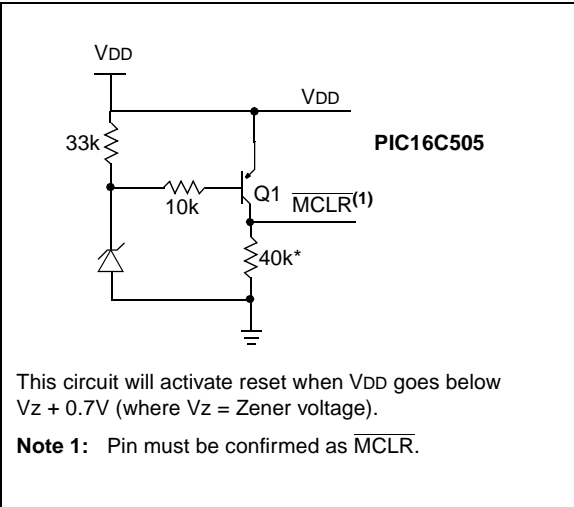 VDD
VDD
33k
PIC16C505
Q1
MCLR(1)
10k
40k*
This circuit will activate reset when VDD goes below
Vz + 0.7V (where Vz = Zener voltage).
Note 1: Pin must be confirmed as MCLR.